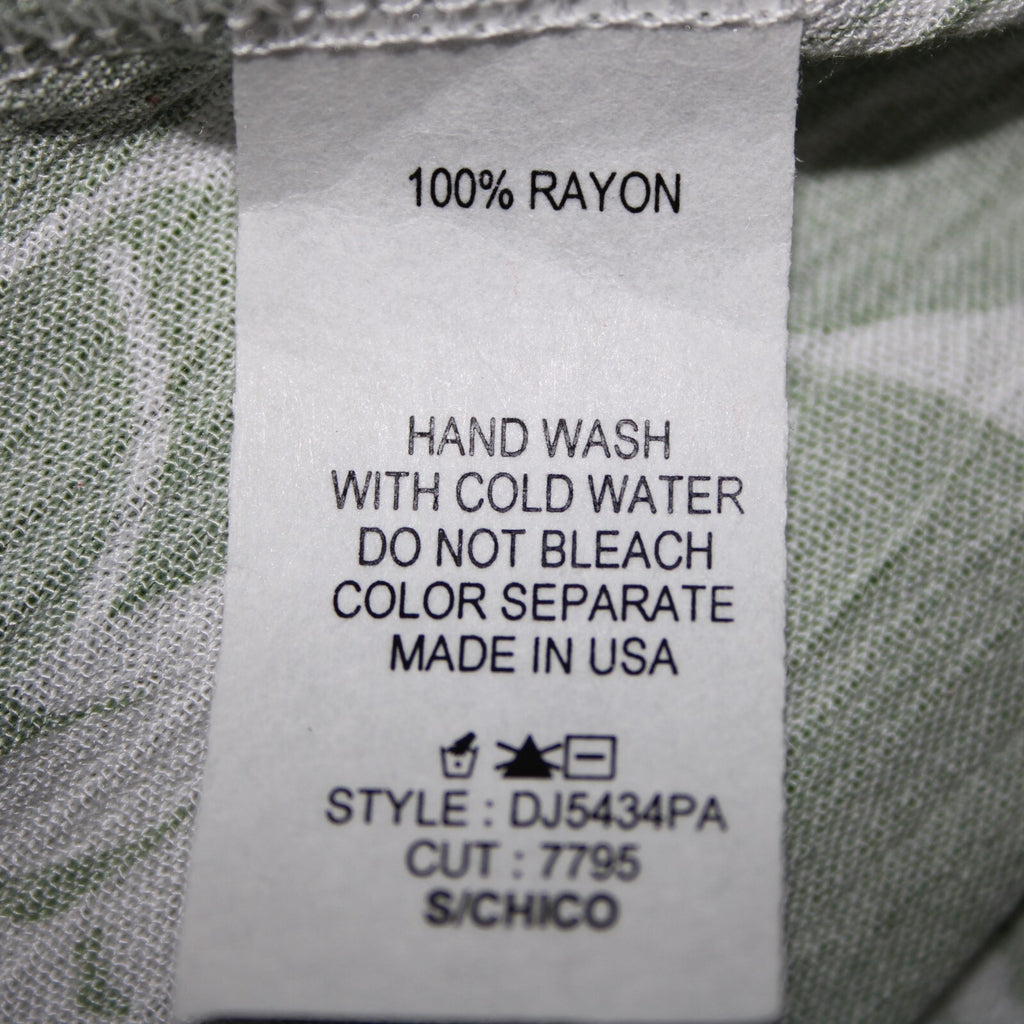 100% RAYON
HAND WASH
WITH COLD WATER
DO NOT BLEACH
COLOR SEPARATE
MADE IN USA
STYLE : DJ5434PA
CUT : 7795
S/CHICO